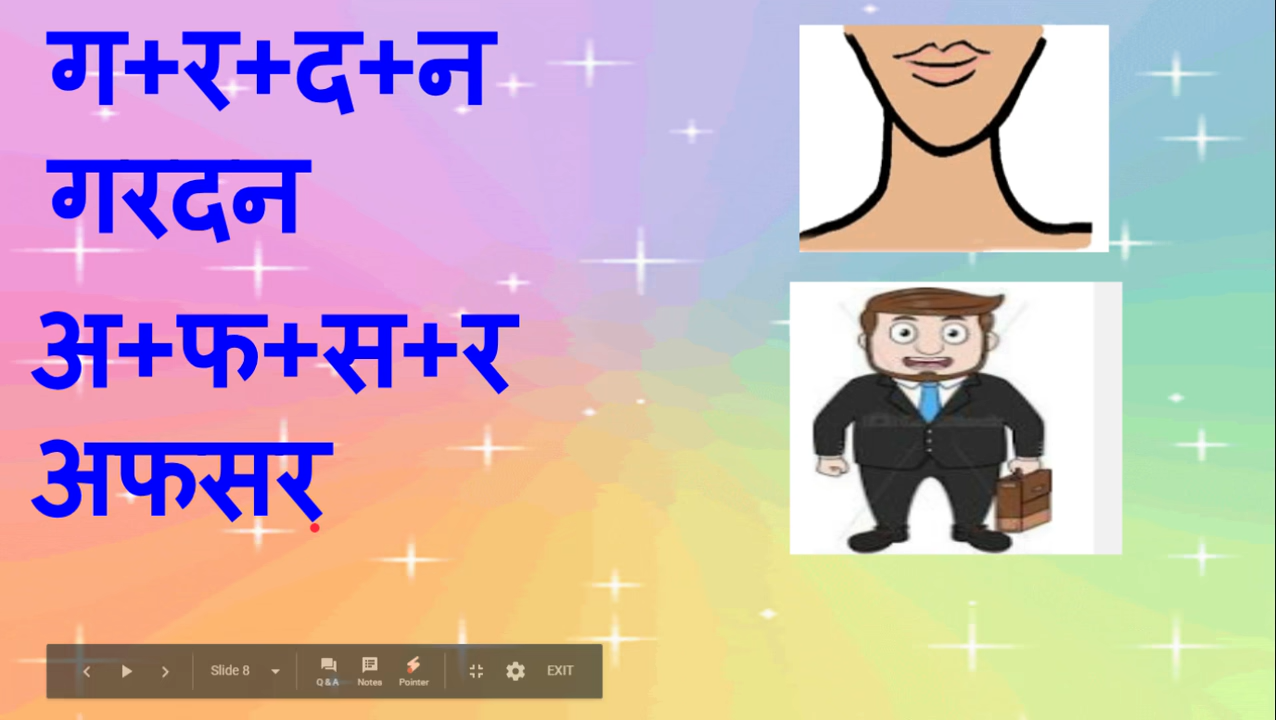 ग+र+द+न
गरदन
अ+फ+स+र
अफसर
Slide 8
Q & A
Notes
Pointer
EXIT